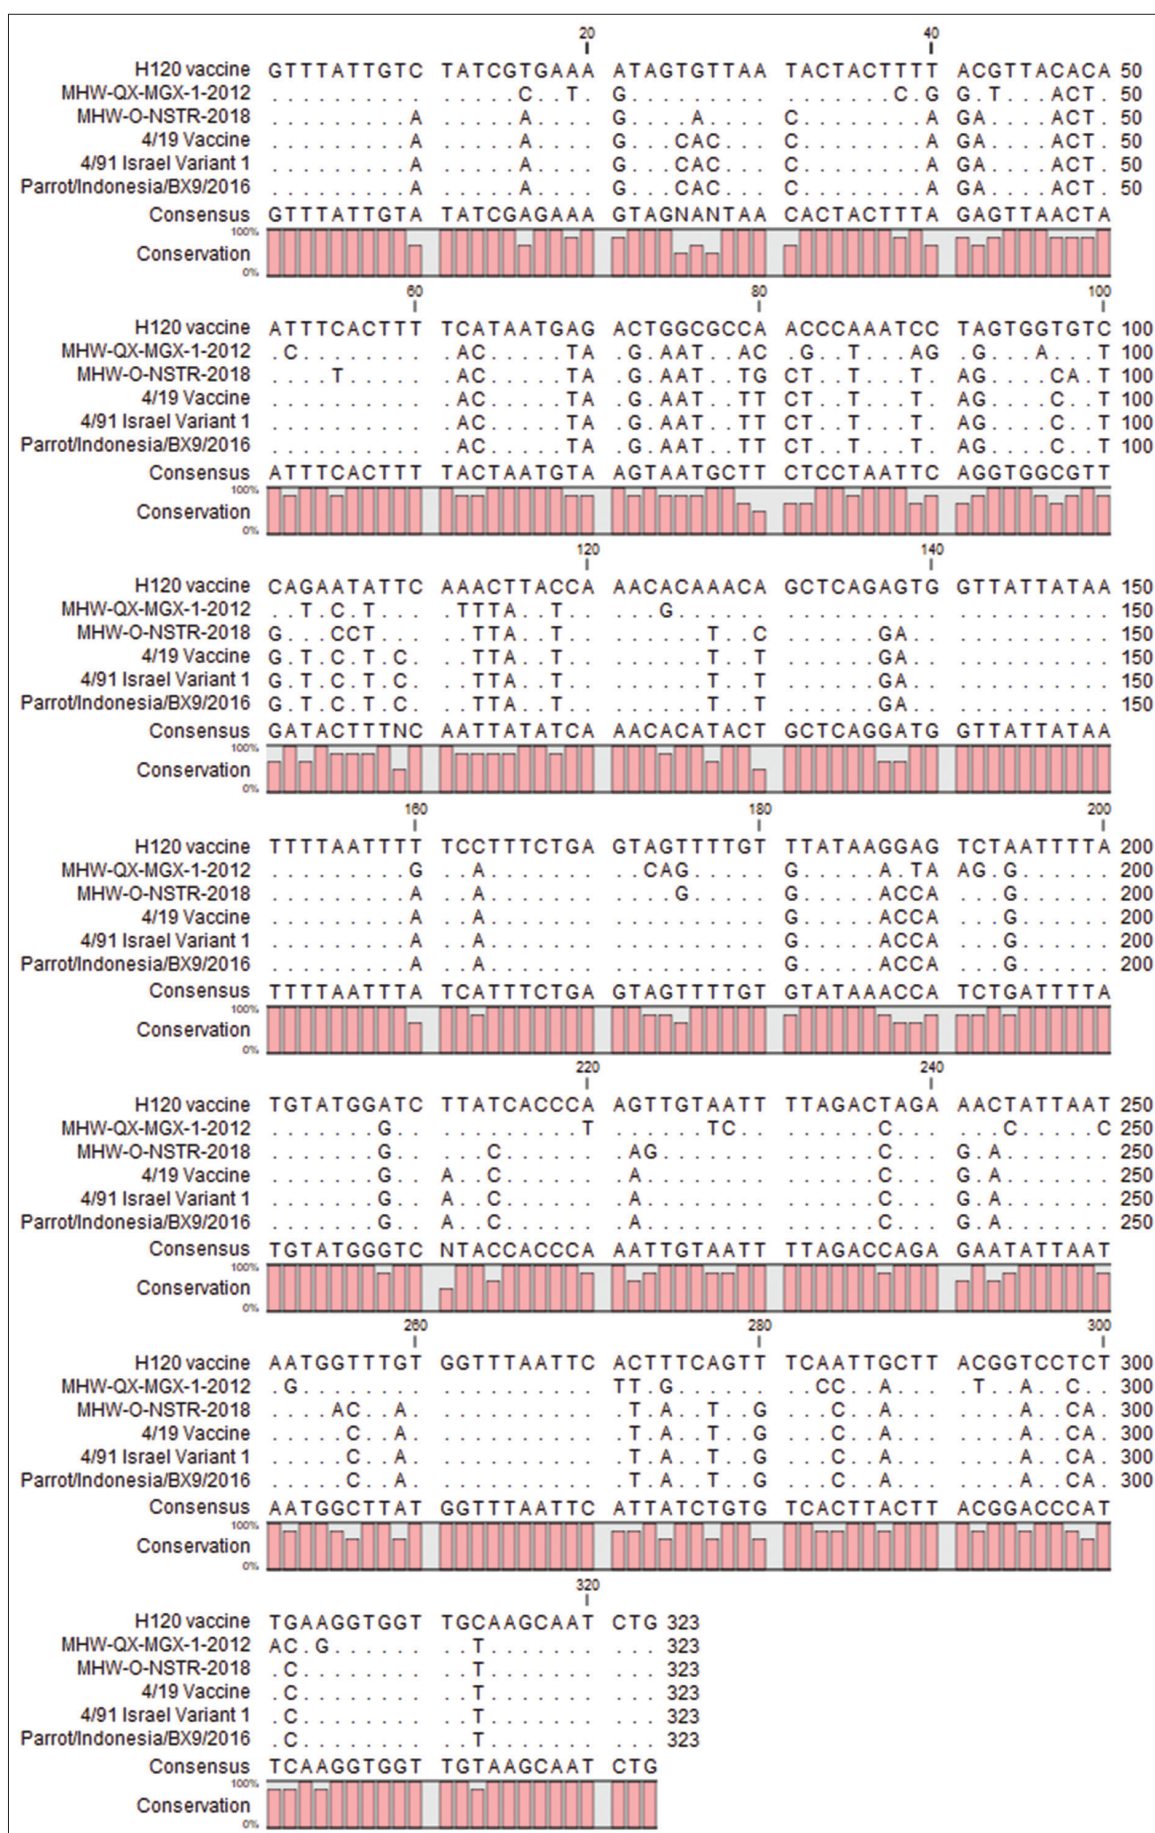 20 40
H120 vaccine GTTTATTGTC TATCGTGAAA ATAGTGTTAA TACTACTTTT ACGTTACACA 50
MHW-QX-MGX-1-2012 .......... .....C..T. G......... .......C.G G.T...ACT. 50
MHW-O-NSTR-2018 .........A .....A.... G....A.... C........A GA....ACT. 50
4/19 Vaccine .........A .....A.... G...CAC... C........A GA....ACT. 50
4/91 Israel Variant 1 .........A .....A.... G...CAC... C........A GA....ACT. 50
Parrot/Indonesia/BX9/2016 .........A .....A.... G...CAC... C........A GA....ACT. 50
Consensus GTTTATTGTA TATCGAGAAA GTAGNANTAA CACTACTTTA GAGTTAACTA
100%
Conservation
0%
60 80 100
H120 vaccine ATTTCACTTT TCATAATGAG ACTGGCGCCA ACCCAAATCC TAGTGGTGTC 100
MHW-QX-MGX-1-2012 .C........ .AC.....TA .G.AAT..AC .G..T...AG .G...A...T 100
MHW-O-NSTR-2018 ....T..... .AC.....TA .G.AAT..TG CT..T...T. AG....CA.T 100
4/19 Vaccine .......... .AC.....TA .G.AAT..TT CT..T...T. AG....C..T 100
4/91 Israel Variant 1 .......... .AC.....TA .G.AAT..TT CT..T...T. AG....C..T 100
Parrot/Indonesia/BX9/2016 .......... .AC.....TA .G.AAT..TT CT..T...T. AG....C..T 100
Consensus ATTTCACTTT TACTAATGTA AGTAATGCTT CTCCTAATTC AGGTGGCGTT
100%
Conservation
0%
120 140
H120 vaccine CAGAATATTC AAACTTACCA AACACAAACA GCTCAGAGTG GTTATTATAA 150
MHW-QX-MGX-1-2012 ..T.C.T... .TTTA..T.. ....G..... .......... .......... 150
MHW-O-NSTR-2018 G...CCT... ..TTA..T.. .......T..C ......GA.. .......... 150
4/19 Vaccine G.T.C.T.C. ..TTA..T.. .......T..T ......GA.. .......... 150
4/91 Israel Variant 1 G.T.C.T.C. ..TTA..T.. .......T..T ......GA.. .......... 150
Parrot/Indonesia/BX9/2016 G.T.C.T.C. ..TTA..T.. .......T..T ......GA.. .......... 150
Consensus GATACTTTNC AATTATATCA AACACATACT GCTCAGGATG GTTATTATAA
100%
Conservation
0%
160 180 200
H120 vaccine TTTTAATTTT TCCTTTCTGA GTAGTTTTGT TTATAAGGAG TCTAATTTTA 200
MHW-QX-MGX-1-2012 .........G ..A....... ..CAG..... G.....A.TA AG.G...... 200
MHW-O-NSTR-2018 .........A ..A....... ....G..... G.....ACCA ...G...... 200
4/19 Vaccine .........A ..A....... .......... G.....ACCA ...G...... 200
4/91 Israel Variant 1 .........A ..A....... .......... G.....ACCA ...G...... 200
Parrot/Indonesia/BX9/2016 .........A ..A....... .......... G.....ACCA ...G...... 200
Consensus TTTTAATTTA TCATTTCTGA GTAGTTTTGT GTATAAACCA TCTGATTTTA
100%
Conservation
0%
220 240
H120 vaccine TGTATGGATC TTATCACCCA AGTTGTAATT TTAGACTAGA AACTATTAAT 250
MHW-QX-MGX-1-2012 .......G.. .........T ......TC.. ......C... ...C.....C 250
MHW-O-NSTR-2018 .......G.. ...C...... .AG....... ......C... G.A....... 250
4/19 Vaccine .......G.. A..C...... .A........ ......C... G.A....... 250
4/91 Israel Variant 1 .......G.. A..C...... .A........ ......C... G.A....... 250
Parrot/Indonesia/BX9/2016 .......G.. A..C...... .A........ ......C... G.A....... 250
Consensus TGTATGGGTC NTACCACCCA AATTGTAATT TTAGACCAGA GAATATTAAT
100%
Conservation
0%
260 280 300
H120 vaccine AATGGTTTGT GGTTTAATTC ACTTTCAGTT TCAATTGCTT ACGGTCCTCT 300
MHW-QX-MGX-1-2012 .G........ .......... TT.G...... ..CC..A... .T..A..C.. 300
MHW-O-NSTR-2018 ....AC..A. .......... .T.A..T..G ...C..A... ....A..CA. 300
4/19 Vaccine .....C..A. .......... .T.A..T..G ...C..A... ....A..CA. 300
4/91 Israel Variant 1 .....C..A. .......... .T.A..T..G ...C..A... ....A..CA. 300
Parrot/Indonesia/BX9/2016 .....C..A. .......... .T.A..T..G ...C..A... ....A..CA. 300
Consensus AATGGCTTAT GGTTTAATTC ATTATCTGTG TCACTTACTT ACGGACCCAT
100%
Conservation
0%
320
H120 vaccine TGAAGGTGGT TGCAAGCAAT CTG 323
MHW-QX-MGX-1-2012 AC.G...... ..T....... ... 323
MHW-O-NSTR-2018 .C........ ..T....... ... 323
4/19 Vaccine .C........ ..T....... ... 323
4/91 Israel Variant 1 .C........ ..T....... ... 323
Parrot/Indonesia/BX9/2016 .C........ ..T....... ... 323
Consensus TCAAGGTGGT TGTAAGCAAT CTG
100%
Conservation
0%